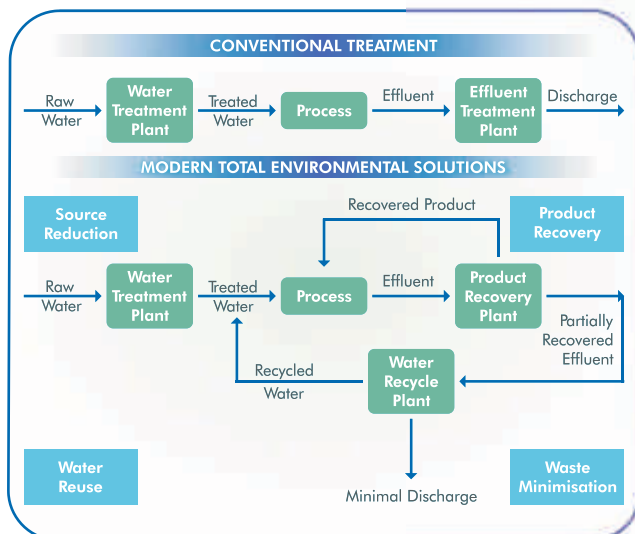 CONVENTIONAL TREATMENT
Raw
Water
Water
Treatment
Plant
Treated
Water
Process
Effluent
Effluent
Treatment
Plant
Discharge
MODERN TOTAL ENVIRONMENTAL SOLUTIONS
Source
Reduction
Recovered Product
Product
Recovery
Raw
Water
Water
Treatment
Plant
Treated
Water
Process
Effluent
Product
Recovery
Plant
Partially
Recovered
Effluent
Recycled
Water
Water
Recycle
Plant
Water
Reuse
Minimal Discharge
Waste
Minimisation